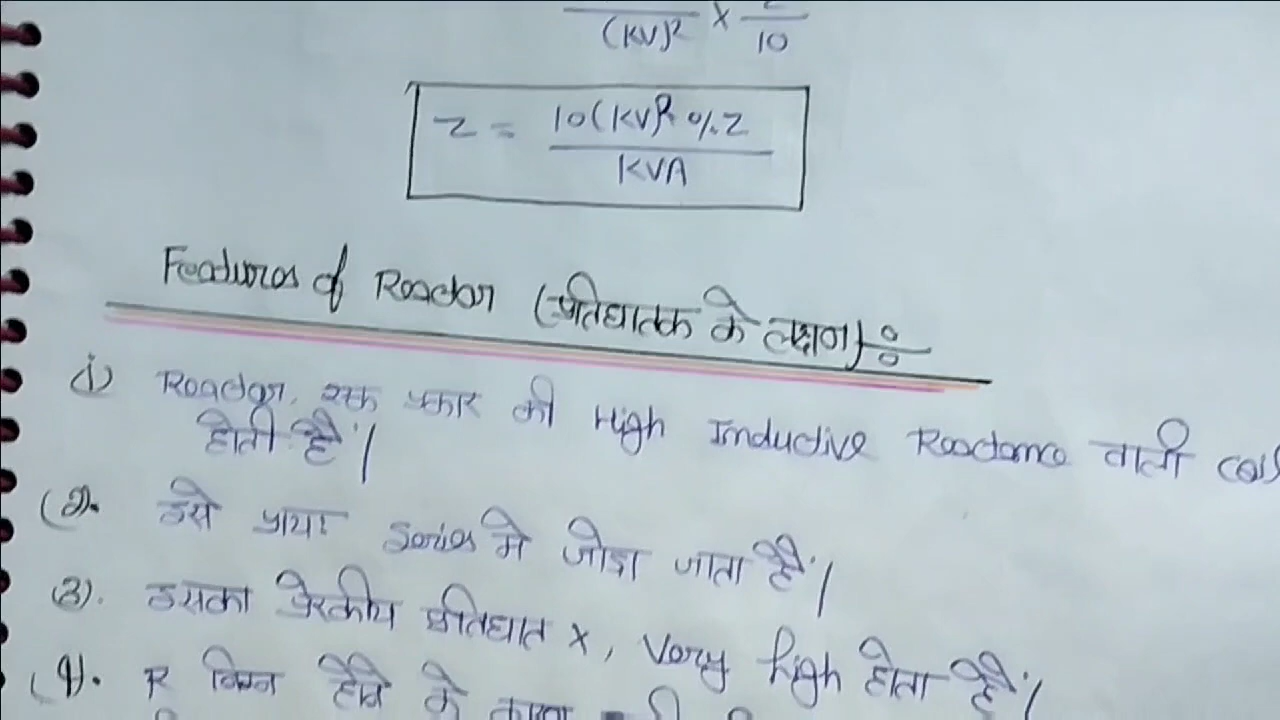 (KV)² × 10
Z = 10(KV)² %Z
KVA
Features of Reactor (प्रतिघातक के लक्षण) ÷
(i) Reactor, एक प्रकार की High Inductive Reactance वाली coil
होती है।
(2). इसे प्रायः Series मे जोड़ा जाता है।
(3). इसका प्रेरकीय प्रतिघात X, Very high होता है।
(4). R निम्न होने के कारण